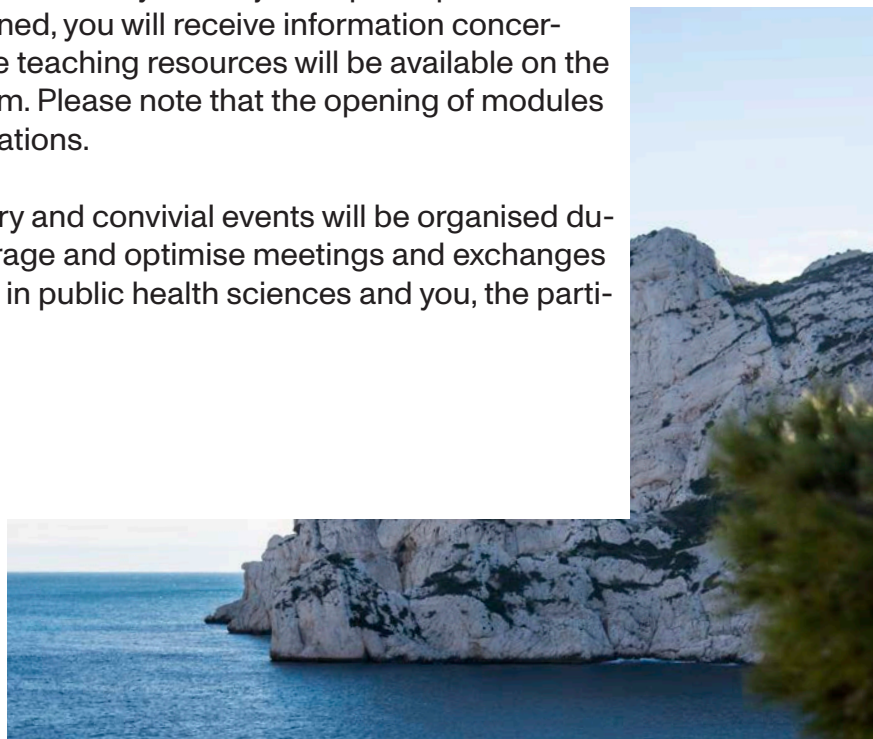 ned, you will receive information concer-
e teaching resources will be available on the
m. Please note that the opening of modules
ations.
ry and convivial events will be organised du-
rage and optimise meetings and exchanges
in public health sciences and you, the parti-